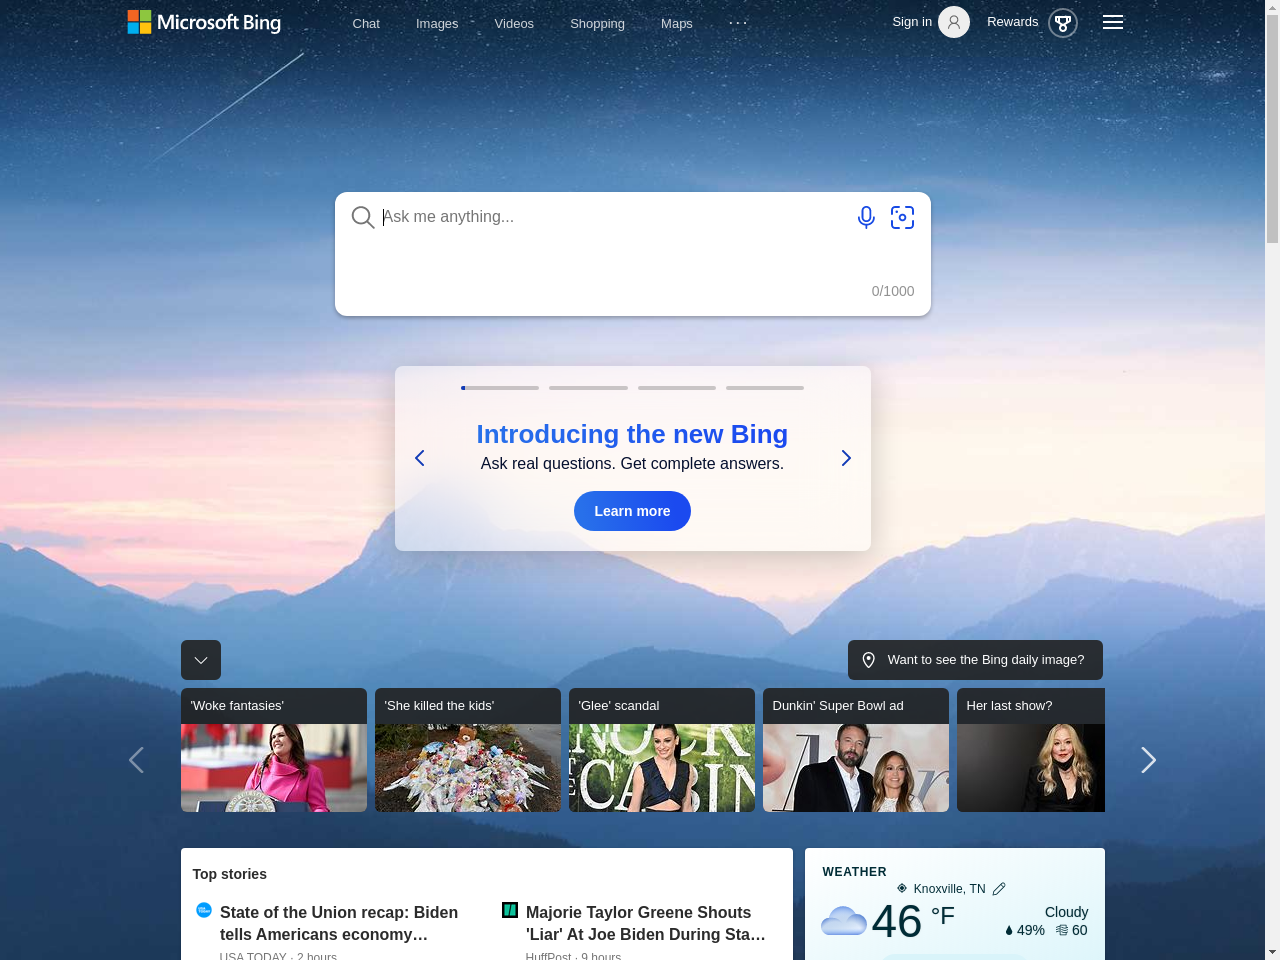 Microsoft Bing
Chat
Images
Videos
Shopping
Maps
...
Sign in
Rewards
Ask me anything...
0/1000
Introducing the new Bing
Ask real questions. Get complete answers.
Learn more
Want to see the Bing daily image?
'Woke fantasies'
'She killed the kids'
'Glee' scandal
Dunkin' Super Bowl ad
Her last show?
Top stories
State of the Union recap: Biden
tells Americans economy…
USA TODAY · 2 hours
Majorie Taylor Greene Shouts
'Liar' At Joe Biden During Sta…
HuffPost · 9 hours
WEATHER
Knoxville, TN
46 °F
Cloudy
49% 60